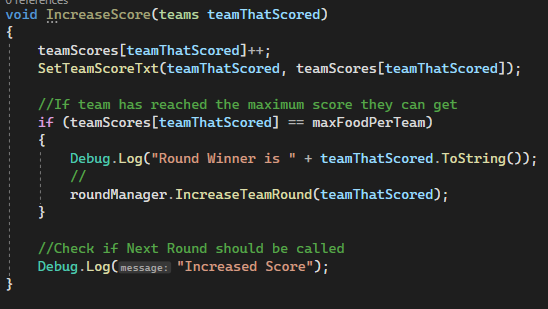 0 references
void IncreaseScore(teams teamThatScored)
{
teamScores[teamThatScored]++;
SetTeamScoreTxt(teamThatScored, teamScores[teamThatScored]);
//If team has reached the maximum score they can get
if (teamScores[teamThatScored] == maxFoodPerTeam)
{
Debug.Log("Round Winner is " + teamThatScored.ToString());
//
roundManager.IncreaseTeamRound(teamThatScored);
}
//Check if Next Round should be called
Debug.Log(message: "Increased Score");
}